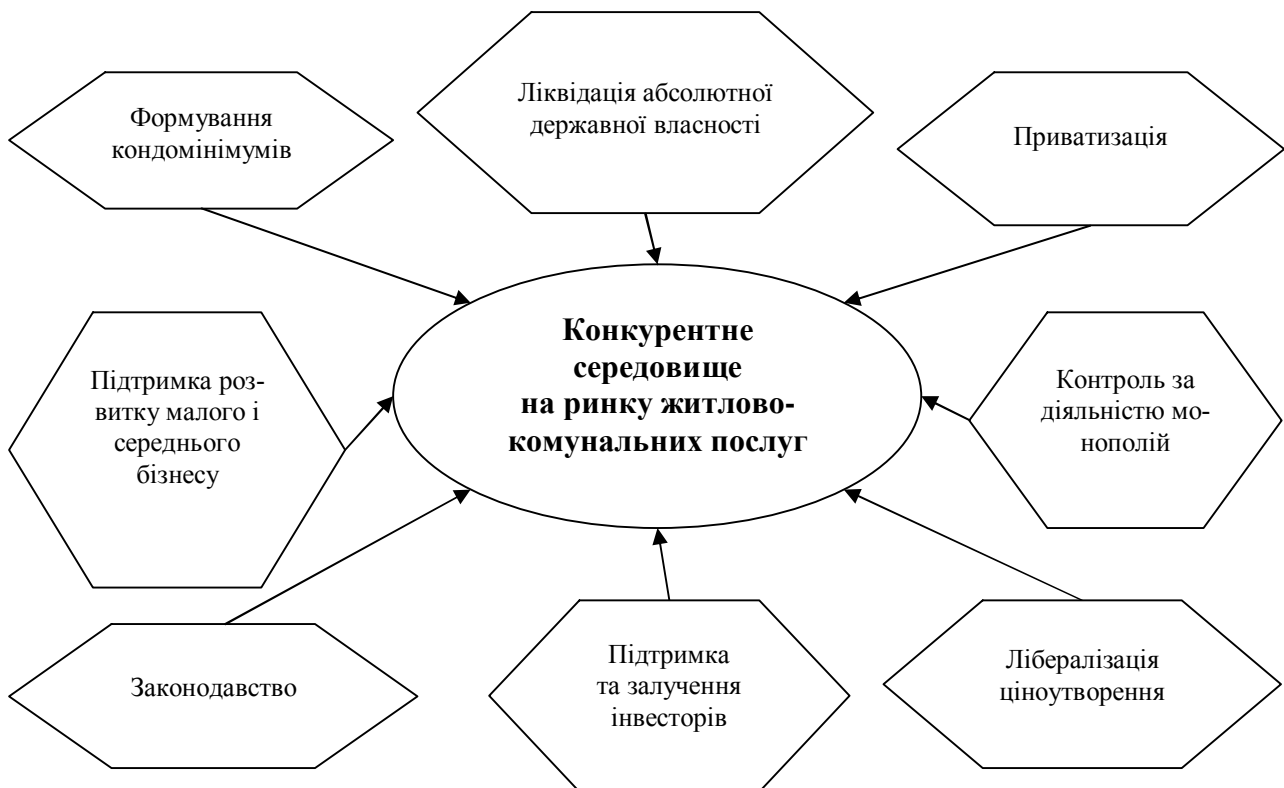 Формування
кондомінімумів
Ліквідація абсолютної
державної власності
Приватизація
Підтримка роз-
витку малого і
середнього
бізнесу
Конкурентне
середовище
на ринку житлово-
комунальних послуг
Контроль за
діяльністю мо-
нополій
Законодавство
Підтримка
та залучення
інвесторів
Лібералізація
ціноутворення